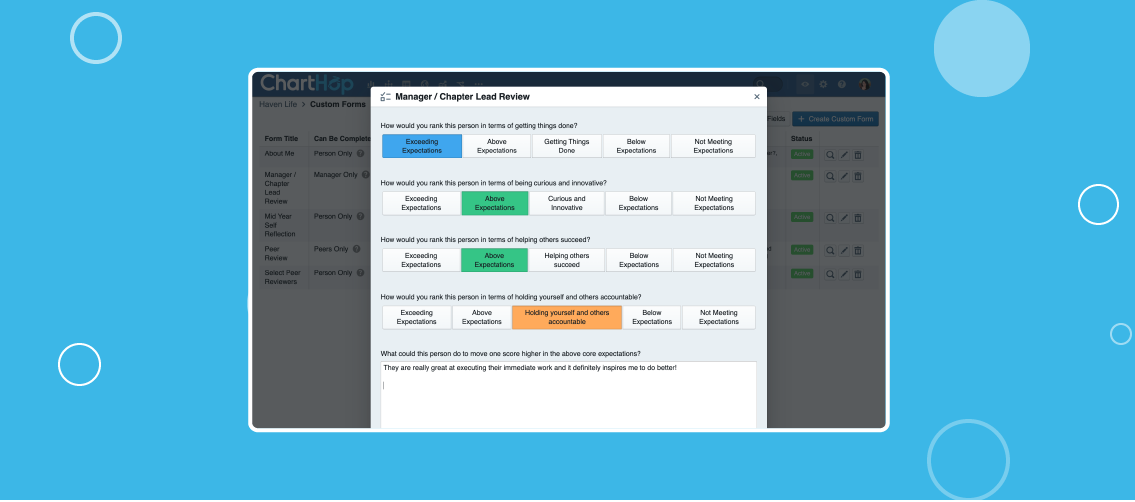 ChartHop
Haven Life > Custom Forms
Fields
+ Create Custom Form
Form Title
Can Be Complete
Status
About Me
Person Only
Active
Manager /
Chapter
Lead
Review
Manager Only
Active
Mid Year
Self
Reflection
Person Only
Active
Peer
Review
Peers Only
Active
Select Peer
Reviewers
Person Only
Active
Manager / Chapter Lead Review
×
How would you rank this person in terms of getting things done?
Exceeding
Expectations
Above
Expectations
Getting Things
Done
Below
Expectations
Not Meeting
Expectations
How would you rank this person in terms of being curious and innovative?
Exceeding
Expectations
Above
Expectations
Curious and
Innovative
Below
Expectations
Not Meeting
Expectations
How would you rank this person in terms of helping others succeed?
Exceeding
Expectations
Above
Expectations
Helping others
succeed
Below
Expectations
Not Meeting
Expectations
How would you rank this person in terms of holding yourself and others accountable?
Exceeding
Expectations
Above
Expectations
Holding yourself and others
accountable
Below
Expectations
Not Meeting
Expectations
What could this person do to move one score higher in the above core expectations?
They are really great at executing their immediate work and it definitely inspires me to do better!